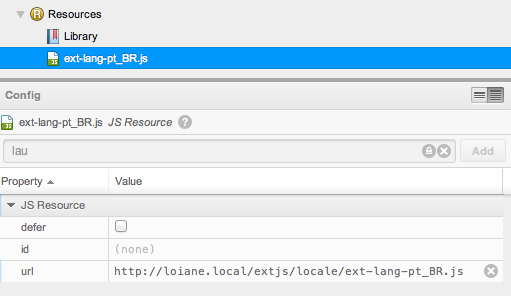 Resources
Library
ext-lang-pt_BR.js
Config
ext-lang-pt_BR.js JS Resource ?
lau Add
Property Value
JS Resource
defer
id (none)
url http://loiane.local/extjs/locale/ext-lang-pt_BR.js